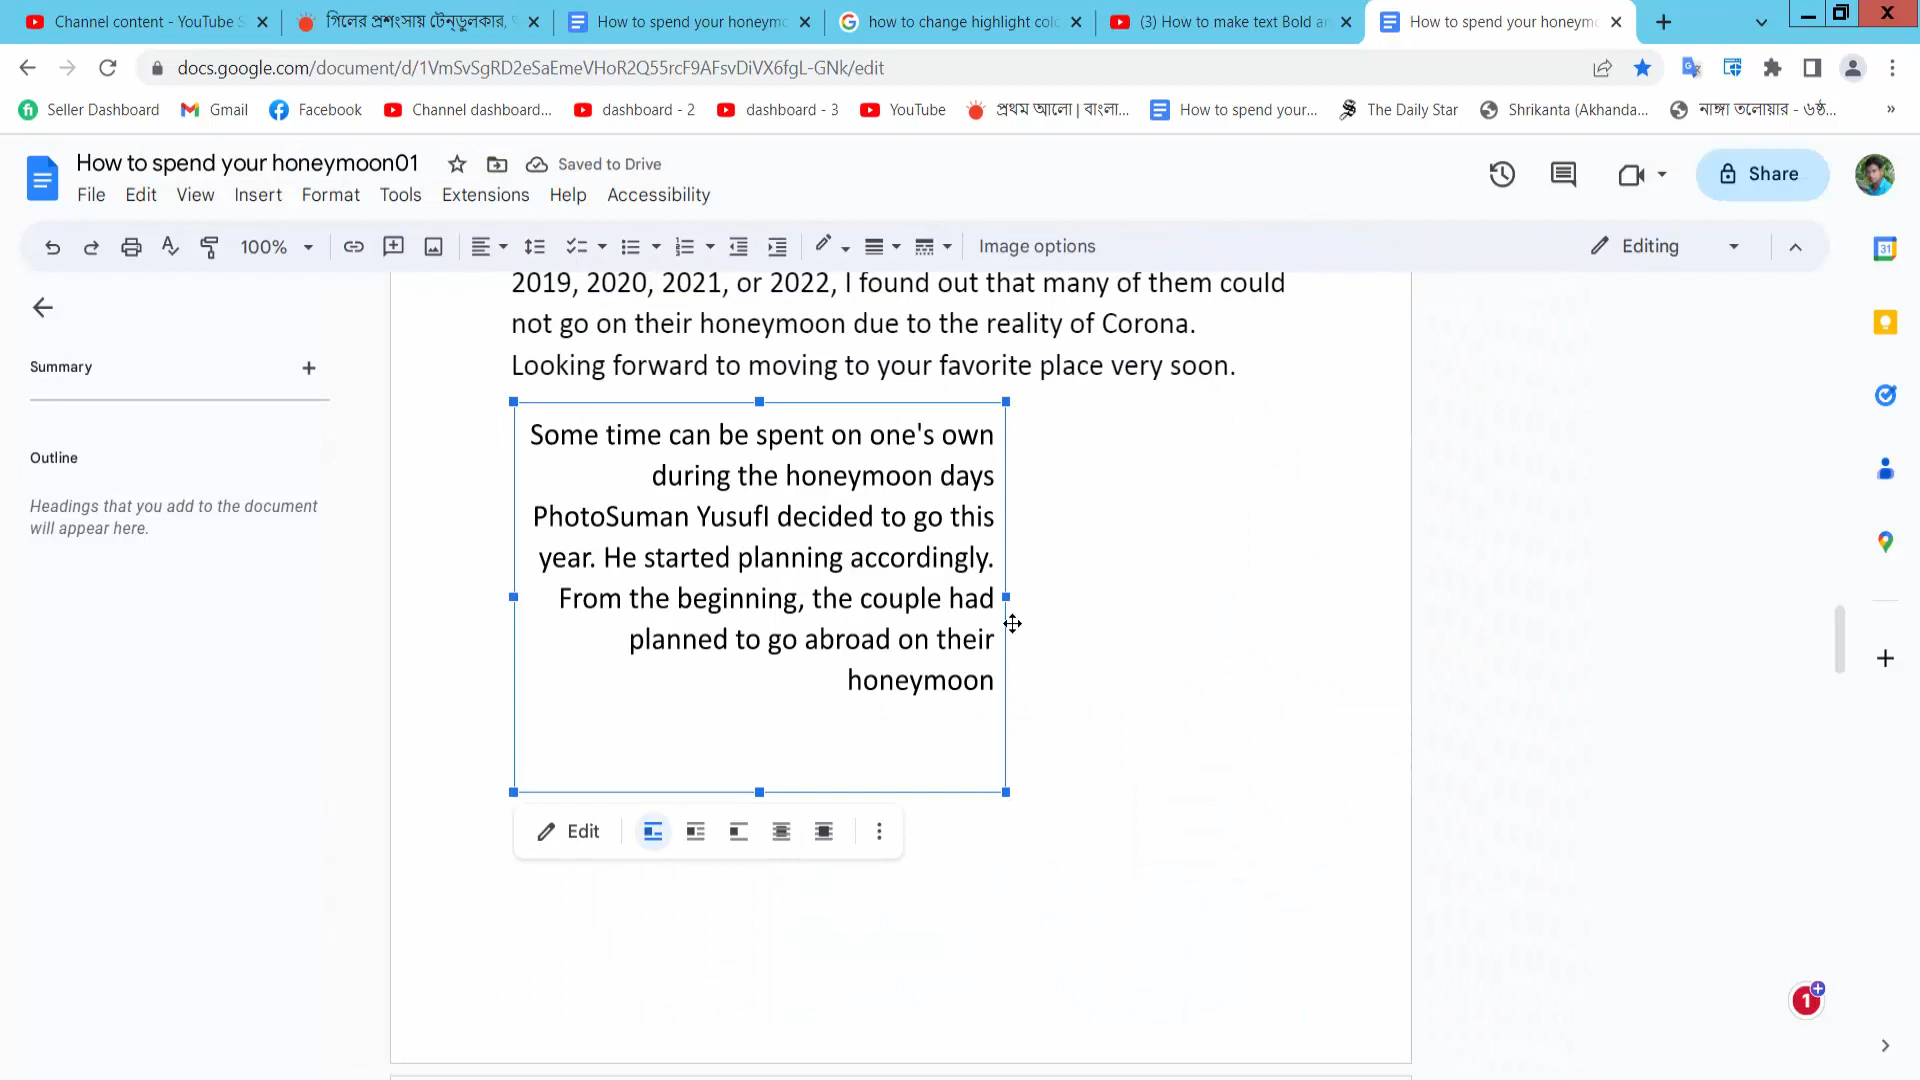 Channel content - YouTube S
গিলের প্রশংসায় টেন্ডুলকার,
How to spend your honeymo
how to change highlight colo
(3) How to make text Bold an
How to spend your honeymo
docs.google.com/document/d/1VmSvSgRD2eSaEmeVHoR2Q55rcF9AFsvDiVX6fgL-GNk/edit
Seller Dashboard
Gmail
Facebook
Channel dashboard...
dashboard - 2
dashboard - 3
YouTube
প্রথম আলো | বাংলা...
How to spend your...
The Daily Star
Shrikanta (Akhanda...
নাঙ্গা তলোয়ার - ৬ষ্ঠ...
»
How to spend your honeymoon01
Saved to Drive
Share
File Edit View Insert Format Tools Extensions Help Accessibility
100%
Image options
Editing
2019, 2020, 2021, or 2022, I found out that many of them could
not go on their honeymoon due to the reality of Corona.
Looking forward to moving to your favorite place very soon.
Summary
Outline
Headings that you add to the document
will appear here.
Some time can be spent on one's own
during the honeymoon days
PhotoSuman YusufI decided to go this
year. He started planning accordingly.
From the beginning, the couple had
planned to go abroad on their
honeymoon
Edit
31
1